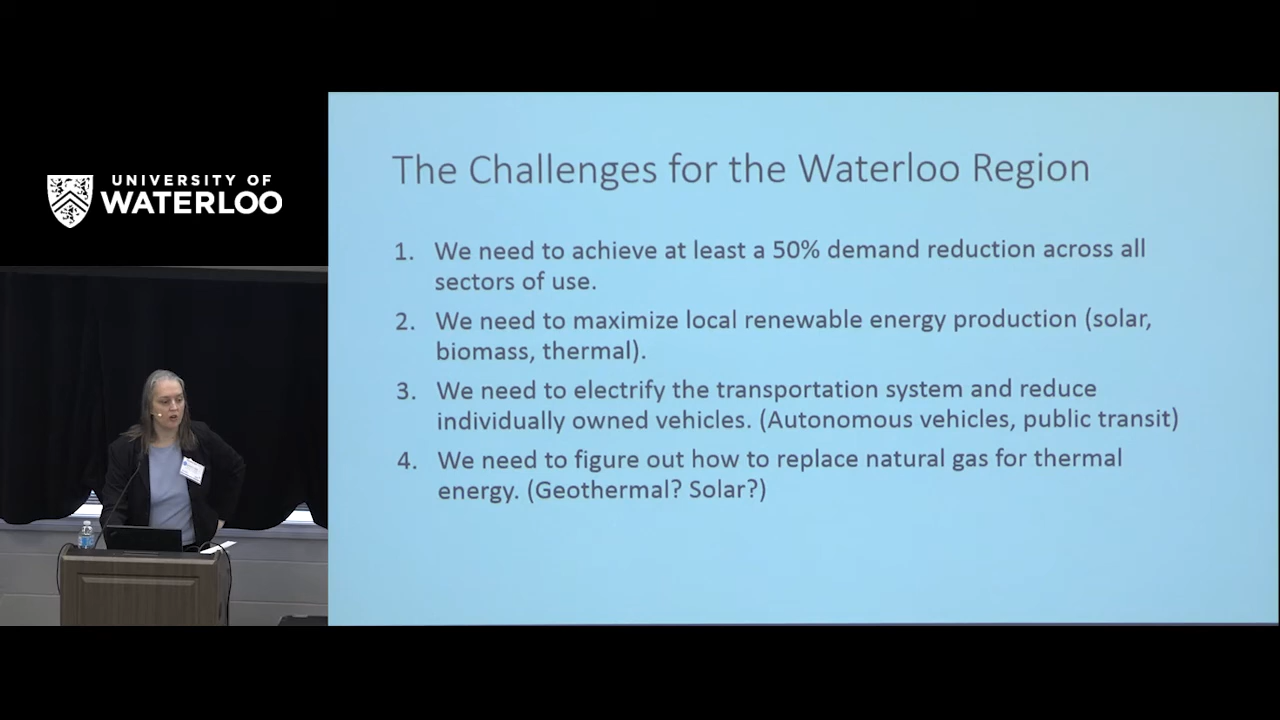 UNIVERSITY OF
WATERLOO
The Challenges for the Waterloo Region
1. We need to achieve at least a 50% demand reduction across all
sectors of use.
2. We need to maximize local renewable energy production (solar,
biomass, thermal).
3. We need to electrify the transportation system and reduce
individually owned vehicles. (Autonomous vehicles, public transit)
4. We need to figure out how to replace natural gas for thermal
energy. (Geothermal? Solar?)